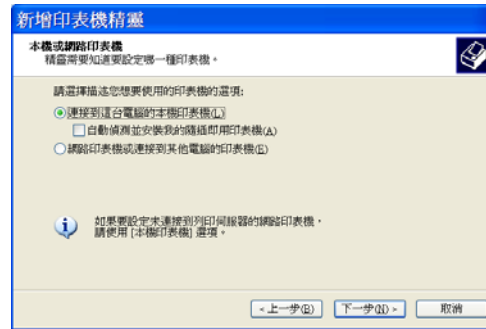 新增印表機精靈
本機或網路印表機
精靈需要知道要設定哪一種印表機。
請選擇描述您想要使用的印表機的選項:
連接到這台電腦的本機印表機(L)
自動偵測並安裝我的隨插即用印表機(A)
網路印表機或連接到其他電腦的印表機(E)
如果要設定未連接到列印伺服器的網路印表機，
請使用 [本機印表機] 選項。
<上一步(B)
下一步(N)>
取消